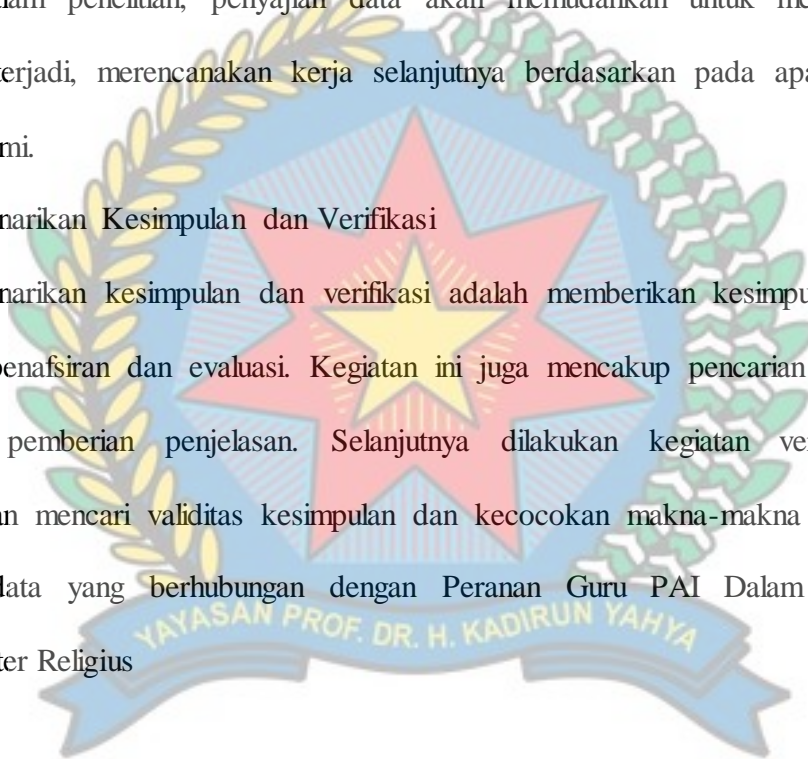 penelitian, penyajian data akan memudahkan untuk
terjadi, merencanakan kerja selanjutnya berdasarkan pada apa
mi.
narikan Kesimpulan dan Verifikasi
narikan kesimpulan dan verifikasi adalah memberikan kesimpu
penafsiran dan evaluasi. Kegiatan ini juga mencakup pencarian
pemberian penjelasan. Selanjutnya dilakukan kegiatan ve
an mencari validitas kesimpulan dan kecocokan makna-makna
data yang berhubungan dengan Peranan Guru PAI Dalam
YAYASAN PROF. DR. H. KADIRUN YAHYA
ter Religius